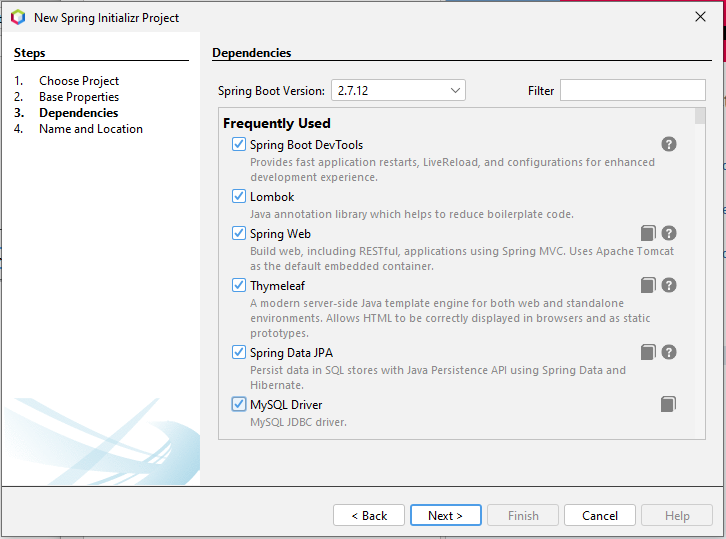 New Spring Initializr Project
Steps
1. Choose Project
2. Base Properties
3. Dependencies
4. Name and Location
Dependencies
Spring Boot Version: 2.7.12 Filter
Frequently Used
Spring Boot DevTools ?
Provides fast application restarts, LiveReload, and configurations for enhanced
development experience.
Lombok
Java annotation library which helps to reduce boilerplate code.
Spring Web ?
Build web, including RESTful, applications using Spring MVC. Uses Apache Tomcat
as the default embedded container.
Thymeleaf ?
A modern server-side Java template engine for both web and standalone
environments. Allows HTML to be correctly displayed in browsers and as static
prototypes.
Spring Data JPA ?
Persist data in SQL stores with Java Persistence API using Spring Data and
Hibernate.
MySQL Driver
MySQL JDBC driver.
< Back Next > Finish Cancel Help